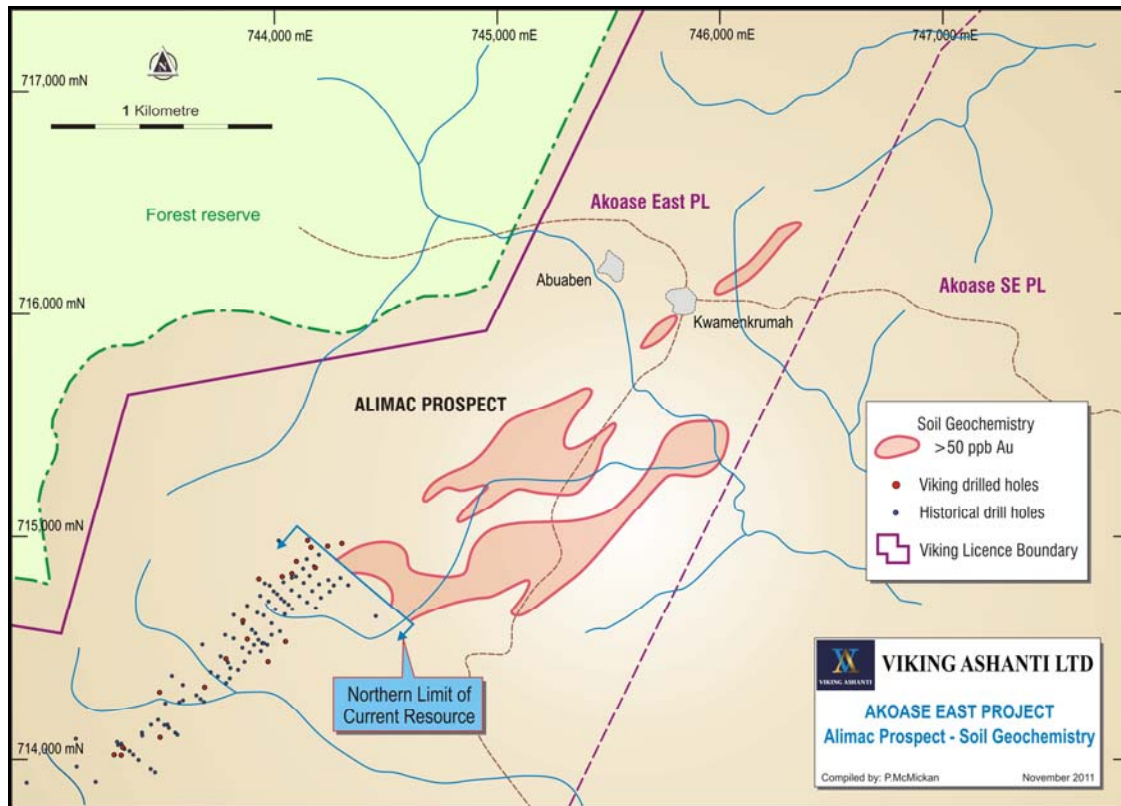 744,000 mE
745,000 mE
746,000 mE
747,000 mE
717,000 mN
N
1 Kilometre
Forest reserve
Akoase East PL
Abuaben
Akoase SE PL
716,000 mN
Kwamenkrumah
ALIMAC PROSPECT
Soil Geochemistry
>50 ppb Au
Viking drilled holes
Historical drill holes
Viking Licence Boundary
715,000 mN
Northern Limit of
Current Resource
714,000 mN
VIKING ASHANTI
VIKING ASHANTI LTD
AKOASE EAST PROJECT
Alimac Prospect - Soil Geochemistry
Compiled by: P.McMickan
November 2011